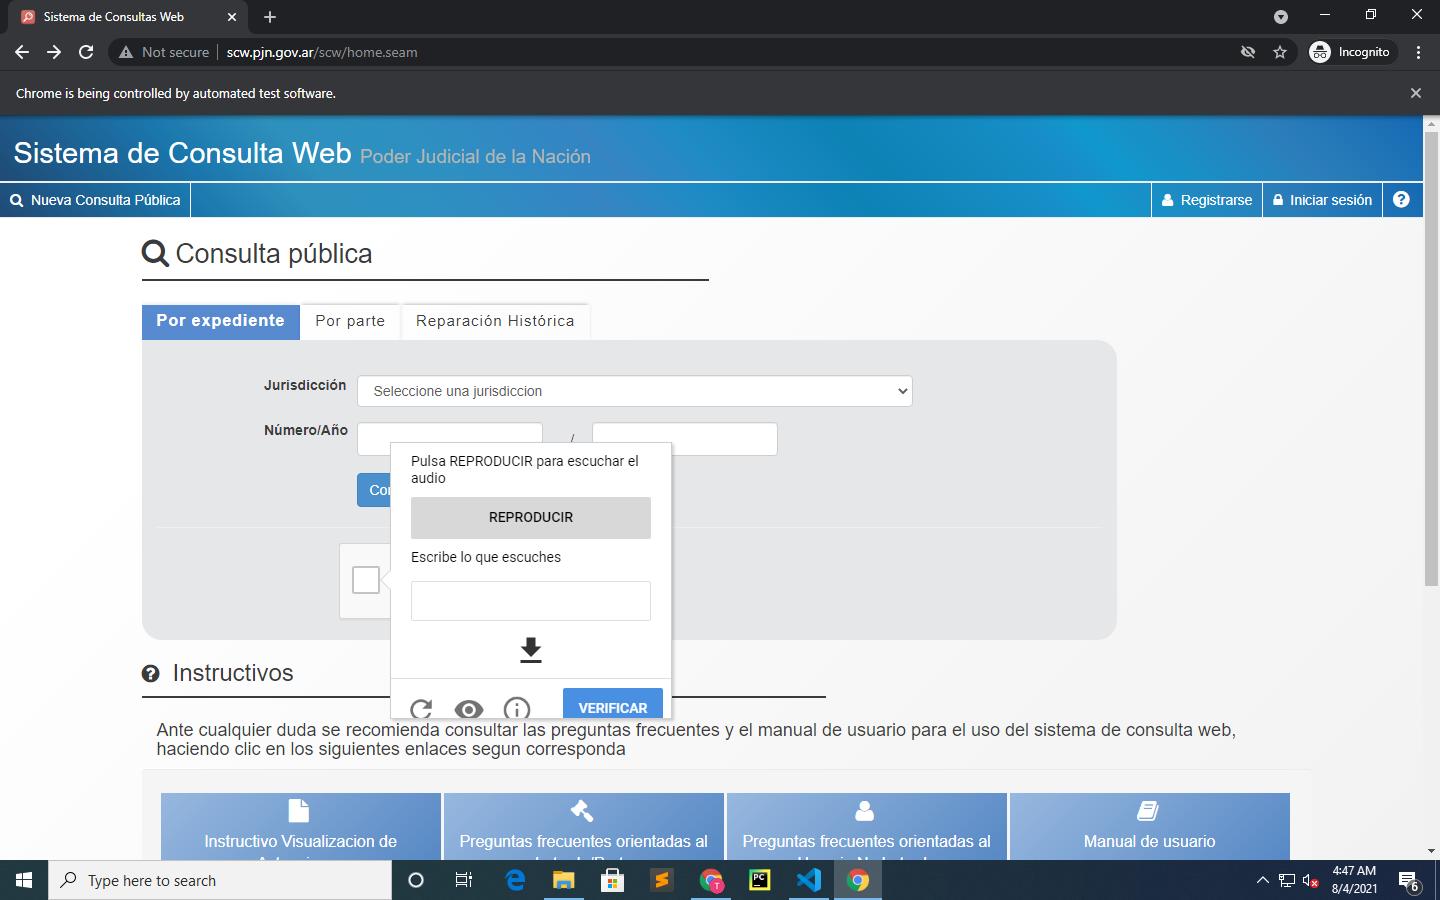 Sistema de Consultas Web
Not secure
scw.pjn.gov.ar/scw/home.seam
Incognito
Chrome is being controlled by automated test software.
Sistema de Consulta Web Poder Judicial de la Nación
Nueva Consulta Pública
Registrarse
Iniciar sesión
Consulta pública
Por expediente
Por parte
Reparación Histórica
Jurisdicción
Seleccione una jurisdiccion
Número/Año
/
Pulsa REPRODUCIR para escuchar el
audio
REPRODUCIR
Escribe lo que escuches
VERIFICAR
Instructivos
Ante cualquier duda se recomienda consultar las preguntas frecuentes y el manual de usuario para el uso del sistema de consulta web,
haciendo clic en los siguientes enlaces segun corresponda
Instructivo Visualizacion de
Preguntas frecuentes orientadas al
Preguntas frecuentes orientadas al
Manual de usuario
Type here to search
4:47 AM
8/4/2021
6